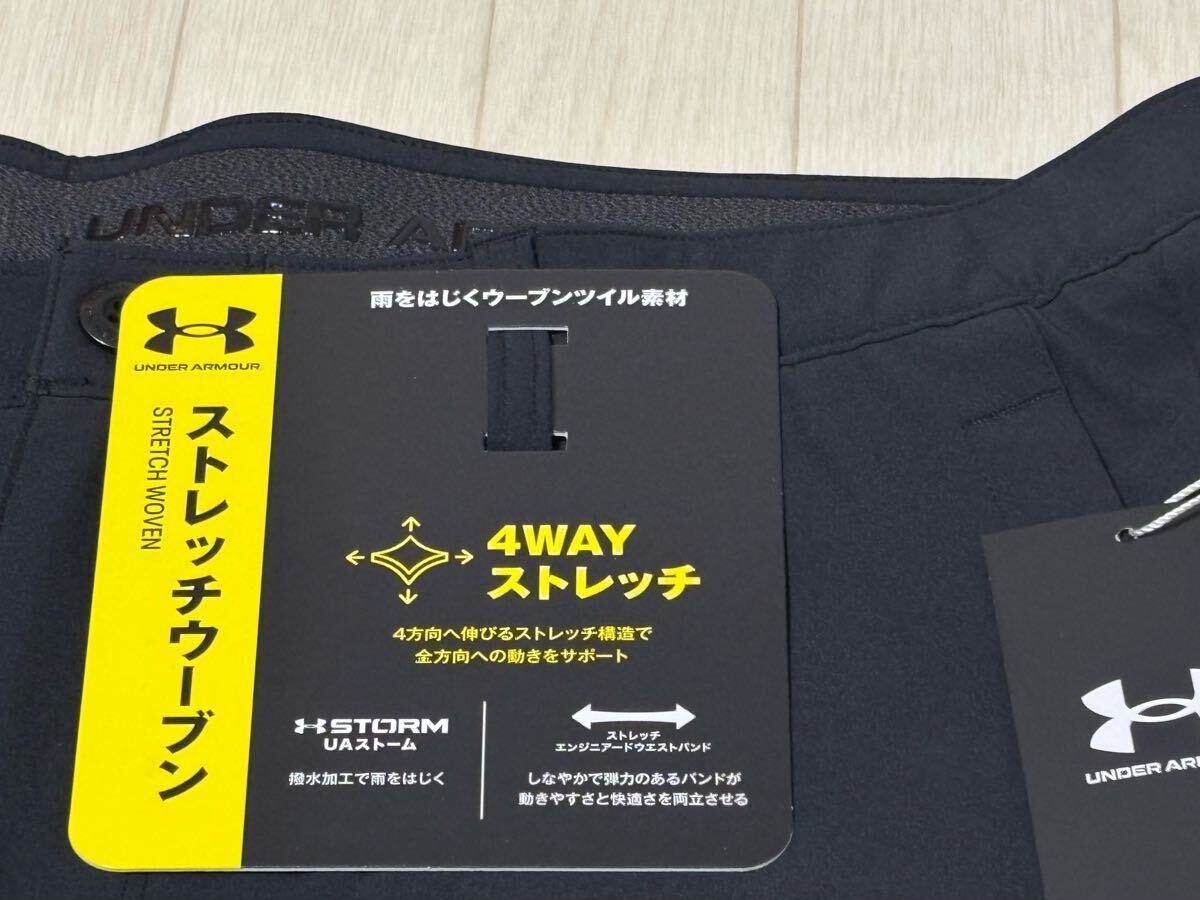 UNDER AR
UNDER ARMOUR
ストレッチウーブン
STRETCH WOVEN
雨をはじくウーブンツイル素材
4WAY
ストレッチ
4方向へ伸びるストレッチ構造で
全方向への動きをサポート
STORM
UAストーム
撥水加工で雨をはじく
ストレッチ
エンジニアードウエストバンド
しなやかで弾力のあるバンドが
動きやすさと快適さを両立させる
UNDER AR